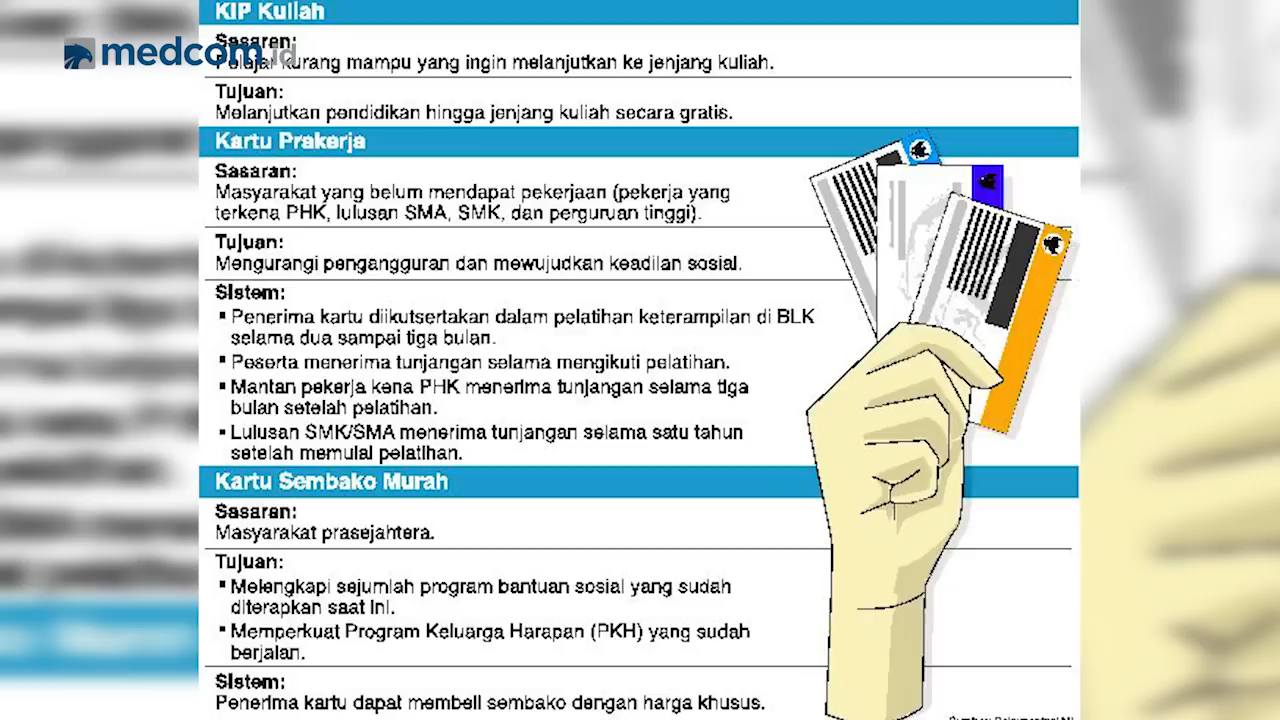 KIP Kuliah
medcom.id
Sasaran:
Pelajar kurang mampu yang ingin melanjutkan ke jenjang kuliah.
Tujuan:
Melanjutkan pendidikan hingga jenjang kuliah secara gratis.
Kartu Prakerja
Sasaran:
Masyarakat yang belum mendapat pekerjaan (pekerja yang
terkena PHK, lulusan SMA, SMK, dan perguruan tinggi).
Tujuan:
Mengurangi pengangguran dan mewujudkan keadilan sosial.
Sistem:
▪ Penerima kartu diikutsertakan dalam pelatihan keterampilan di BLK
selama dua sampai tiga bulan.
▪ Peserta menerima tunjangan selama mengikuti pelatihan.
▪ Mantan pekerja kena PHK menerima tunjangan selama tiga
bulan setelah pelatihan.
▪ Lulusan SMK/SMA menerima tunjangan selama satu tahun
setelah memulai pelatihan.
Kartu Sembako Murah
Sasaran:
Masyarakat prasejahtera.
Tujuan:
▪ Melengkapi sejumlah program bantuan sosial yang sudah
diterapkan saat ini.
▪ Memperkuat Program Keluarga Harapan (PKH) yang sudah
berjalan.
Sistem:
Penerima kartu dapat membeli sembako dengan harga khusus.